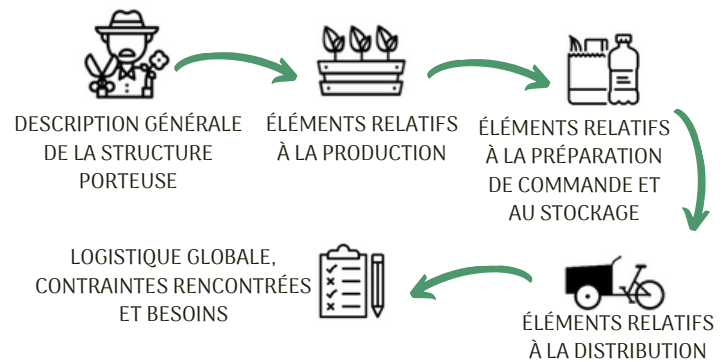 DESCRIPTION GÉNÉRALE
DE LA STRUCTURE
PORTEUSE
ÉLÉMENTS RELATIFS
À LA PRODUCTION
ÉLÉMENTS RELATIFS
À LA PRÉPARATION
DE COMMANDE ET
AU STOCKAGE
ÉLÉMENTS RELATIFS
À LA DISTRIBUTION
LOGISTIQUE GLOBALE,
CONTRAINTES RENCONTRÉES
ET BESOINS